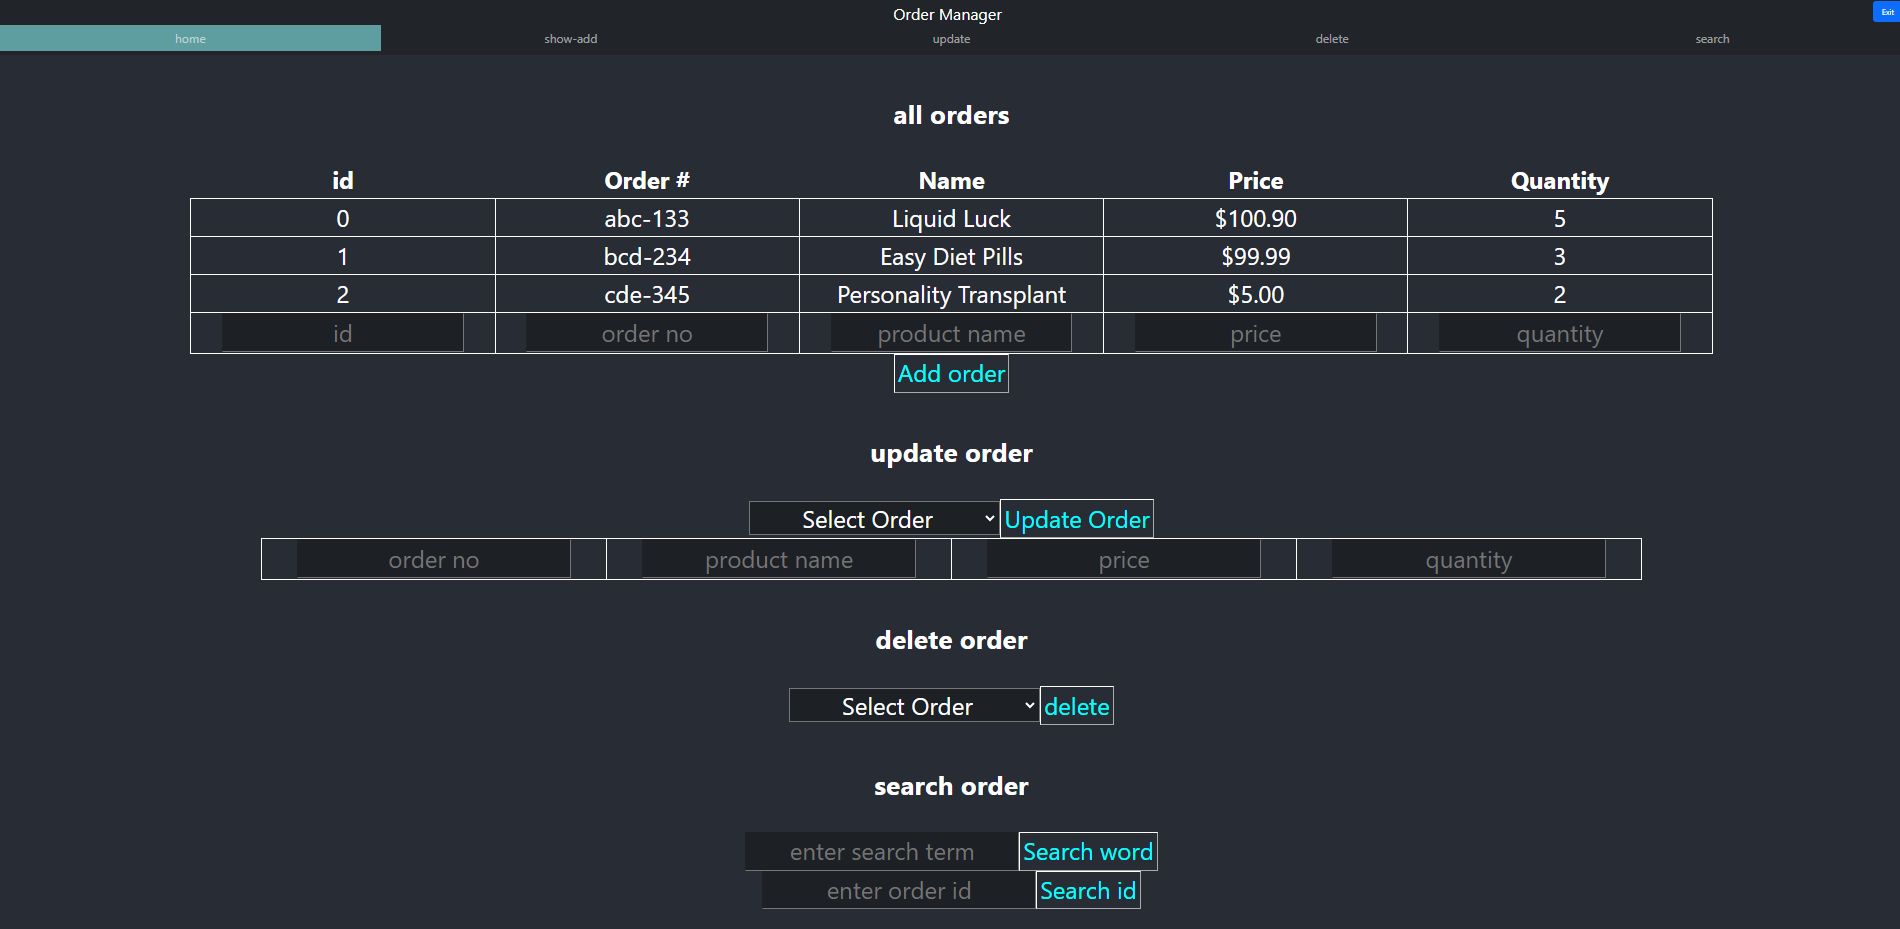 Order Manager
Exit
home show-add update delete search
all orders
id Order # Name Price Quantity
0 abc-133 Liquid Luck $100.90 5
1 bcd-234 Easy Diet Pills $99.99 3
2 cde-345 Personality Transplant $5.00 2
id order no product name price quantity
Add order
update order
Select Order Update Order
order no product name price quantity
delete order
Select Order delete
search order
enter search term Search word
enter order id Search id